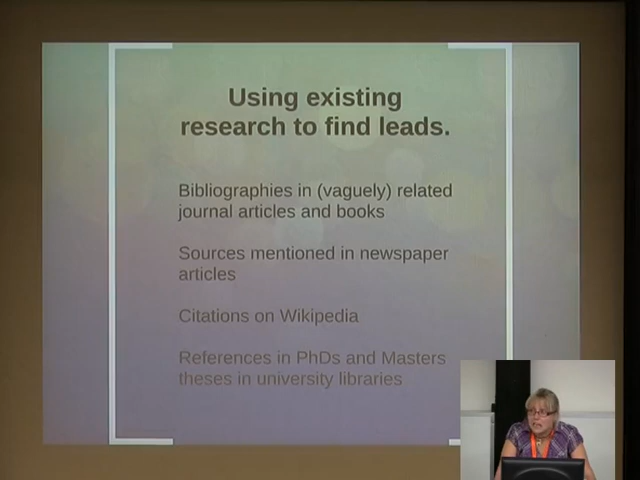 Using existing
research to find leads.
Bibliographies in (vaguely) related
journal articles and books
Sources mentioned in newspaper
articles
Citations on Wikipedia
References in PhDs and Masters
theses in university libraries